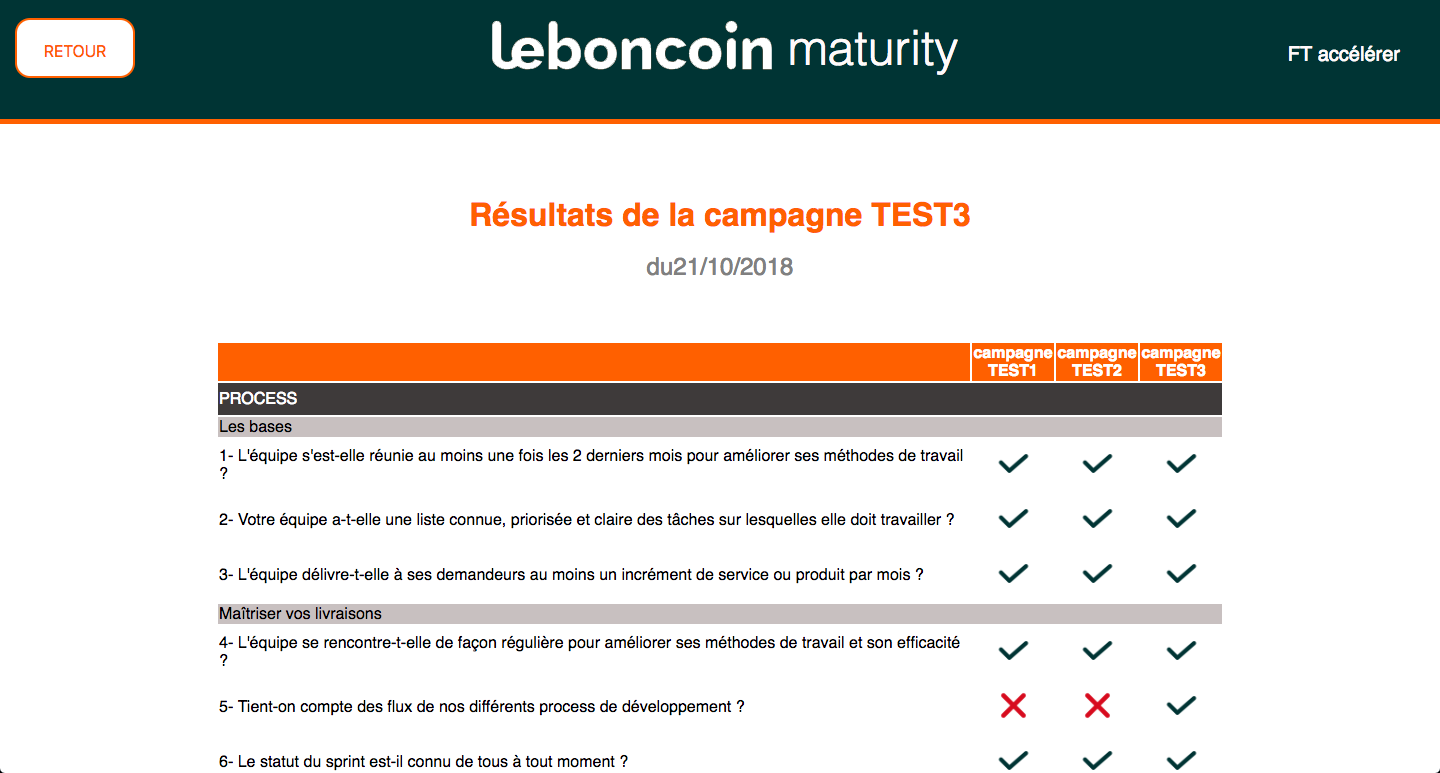 RETOUR
leboncoin maturity
FT accélérer
Résultats de la campagne TEST3
du21/10/2018
campagne TEST1
campagne TEST2
campagne TEST3
PROCESS
Les bases
1- L'équipe s'est-elle réunie au moins une fois les 2 derniers mois pour améliorer ses méthodes de travail
?
2- Votre équipe a-t-elle une liste connue, priorisée et claire des tâches sur lesquelles elle doit travailler ?
3- L'équipe délivre-t-elle à ses demandeurs au moins un incrément de service ou produit par mois ?
Maîtriser vos livraisons
4- L'équipe se rencontre-t-elle de façon régulière pour améliorer ses méthodes de travail et son efficacité
?
5- Tient-on compte des flux de nos différents process de développement ?
6- Le statut du sprint est-il connu de tous à tout moment ?